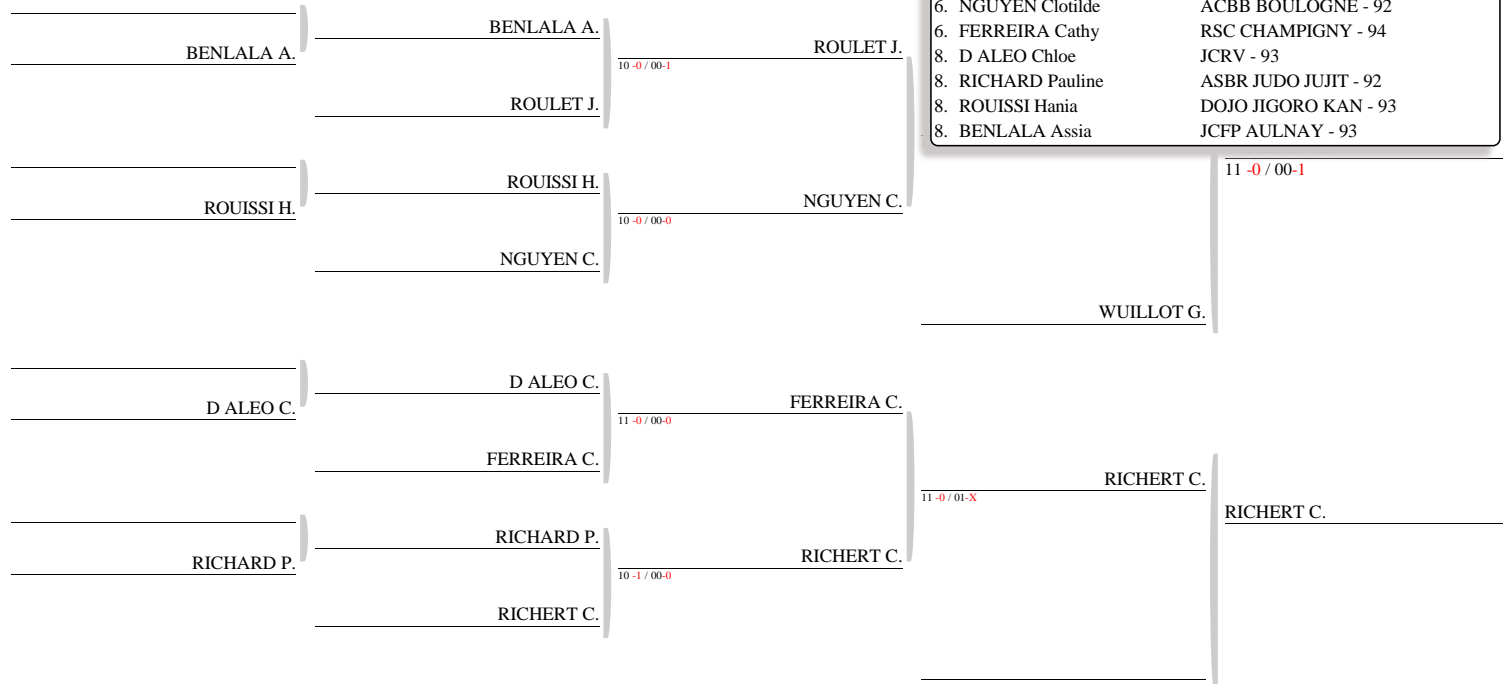 6. NGUYEN Clotilde ACBB BOULOGNE - 92
6. FERREIRA Cathy RSC CHAMPIGNY - 94
8. D ALEO Chloe JCRV - 93
8. RICHARD Pauline ASBR JUDO JUJIT - 92
8. ROUISSI Hania DOJO JIGORO KAN - 93
8. BENLALA Assia JCFP AULNAY - 93
BENLALA A.
BENLALA A.
ROULET J.
10 -0 / 00-1
ROULET J.
11 -0 / 00-1
ROUISSI H.
ROUISSI H.
NGUYEN C.
10 -0 / 00-0
NGUYEN C.
WUILLOT G.
D ALEO C.
D ALEO C.
FERREIRA C.
11 -0 / 00-0
FERREIRA C.
RICHERT C.
11 -0 / 01-X
RICHERT C.
RICHARD P.
RICHARD P.
RICHERT C.
10 -1 / 00-0
RICHERT C.